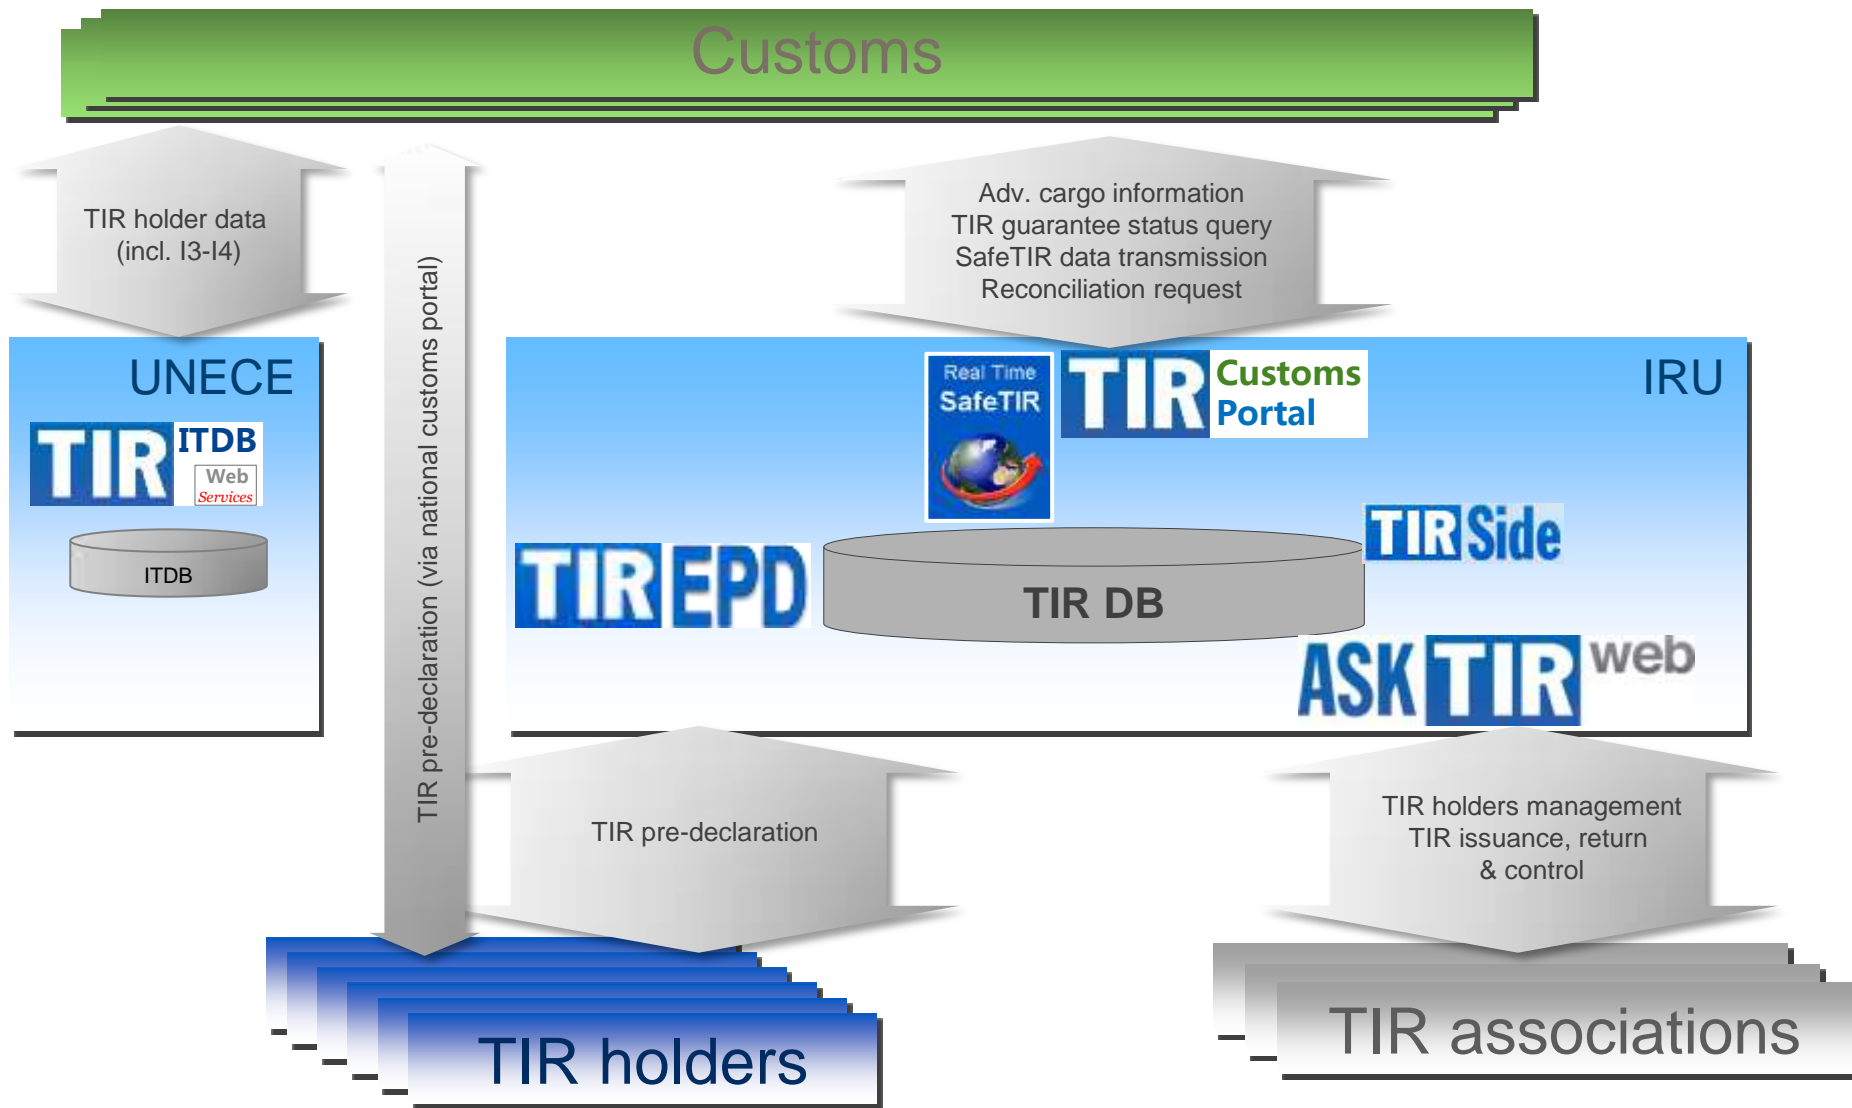 Customs
TIR holder data
(incl. I3-I4)
TIR pre-declaration (via national customs portal)
Adv. cargo information
TIR guarantee status query
SafeTIR data transmission
Reconciliation request
UNECE
TIR ITDB
Web
Services
ITDB
IRU
Real Time
SafeTIR
TIR Customs
Portal
TIR EPD
TIR DB
TIR Side
ASK TIR web
TIR pre-declaration
TIR holders management
TIR issuance, return
& control
TIR holders
TIR associations